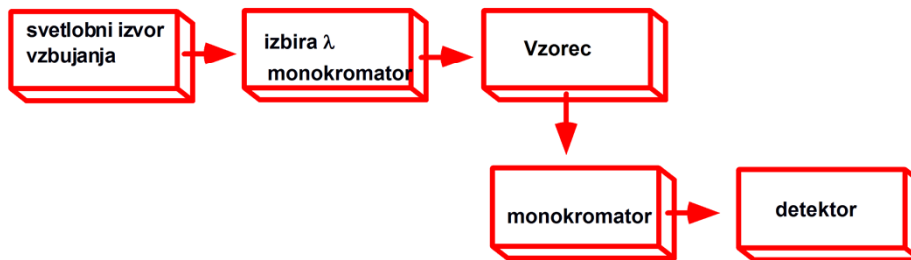 svetlobni izvor
vzbujanja
izbira λ
monokromator
Vzorec
monokromator
detektor